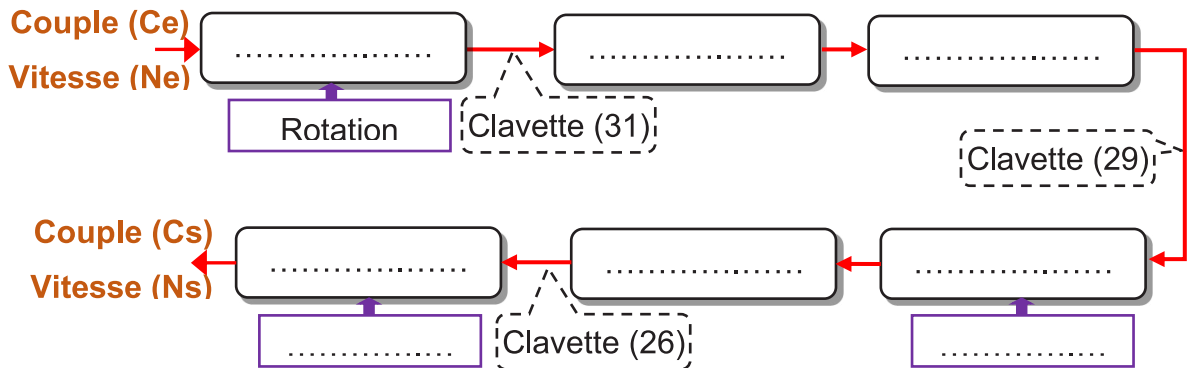 Couple (Ce)
Vitesse (Ne)
....................
....................
....................
Rotation
Clavette (31)
Clavette (29)
Couple (Cs)
Vitesse (Ns)
....................
....................
....................
....................
Clavette (26)
....................